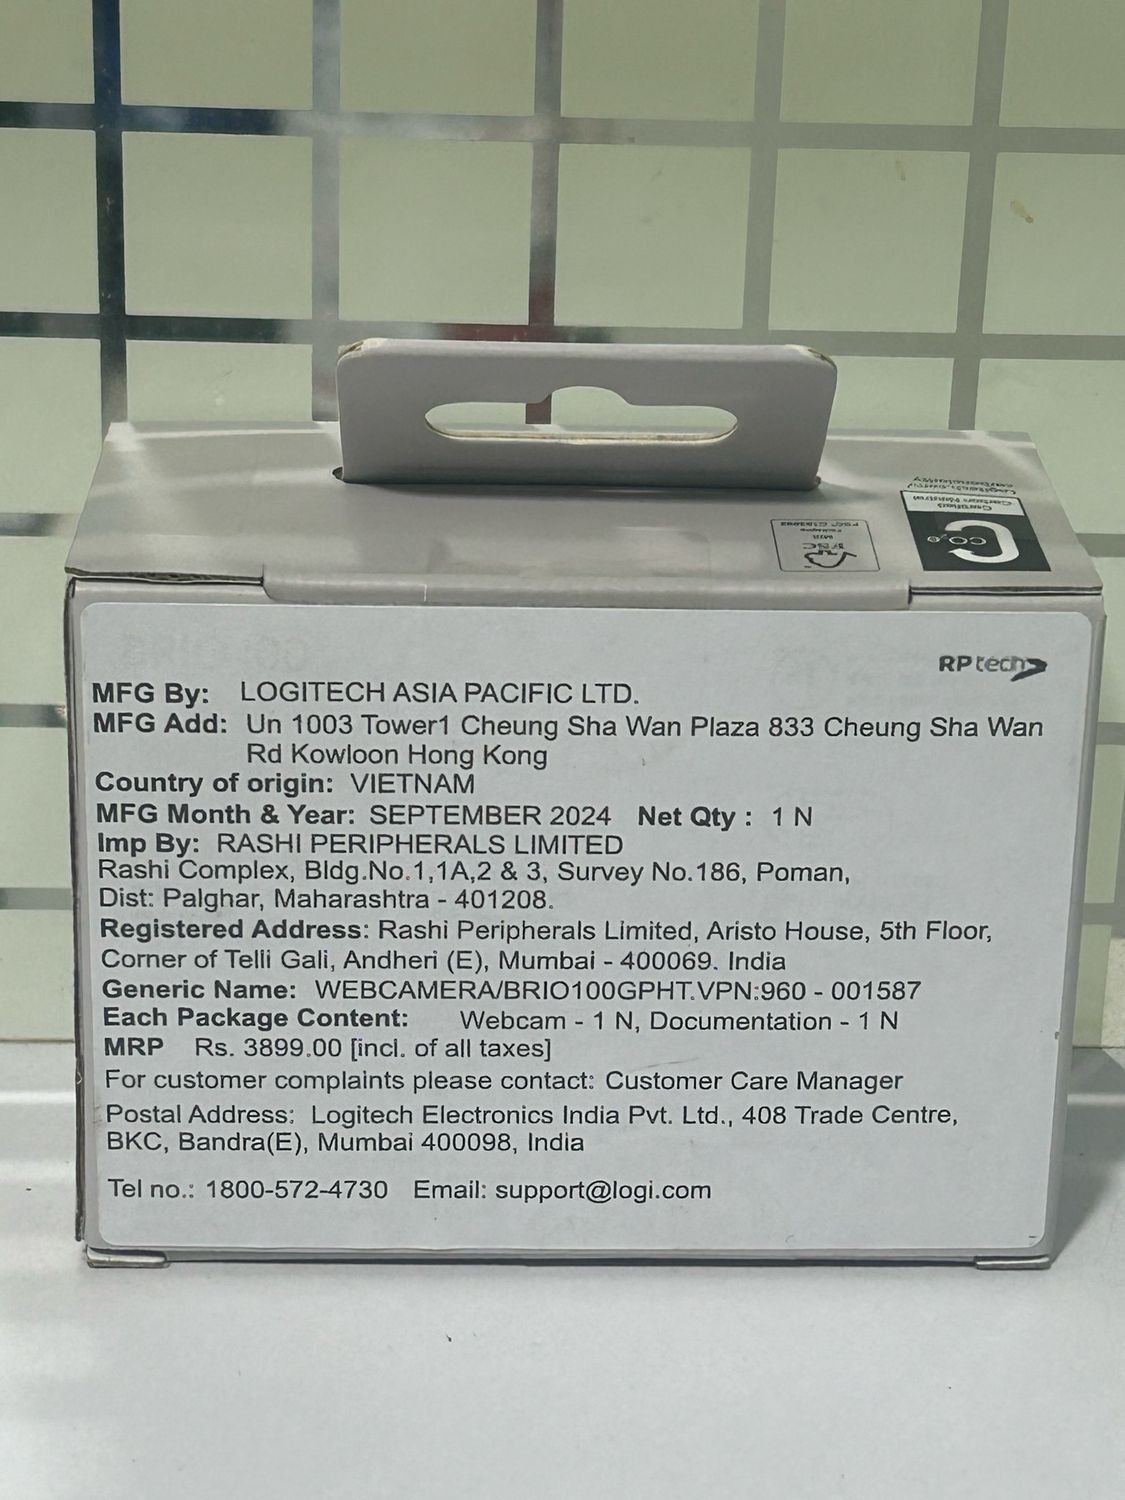 RPtech
MFG By: LOGITECH ASIA PACIFIC LTD.
MFG Add: Un 1003 Tower1 Cheung Sha Wan Plaza 833 Cheung Sha Wan
Rd Kowloon Hong Kong
Country of origin: VIETNAM
MFG Month & Year: SEPTEMBER 2024 Net Qty : 1 N
Imp By: RASHI PERIPHERALS LIMITED
Rashi Complex, Bldg.No.1,1A,2 & 3, Survey No.186, Poman,
Dist: Palghar, Maharashtra - 401208.
Registered Address: Rashi Peripherals Limited, Aristo House, 5th Floor,
Corner of Telli Gali, Andheri (E), Mumbai - 400069. India
Generic Name: WEBCAMERA/BRIO100GPHT.VPN:960 - 001587
Each Package Content: Webcam - 1 N, Documentation - 1 N
MRP Rs. 3899.00 [incl. of all taxes]
For customer complaints please contact: Customer Care Manager
Postal Address: Logitech Electronics India Pvt. Ltd., 408 Trade Centre,
BKC, Bandra(E), Mumbai 400098, India
Tel no.: 1800-572-4730 Email: support@logi.com